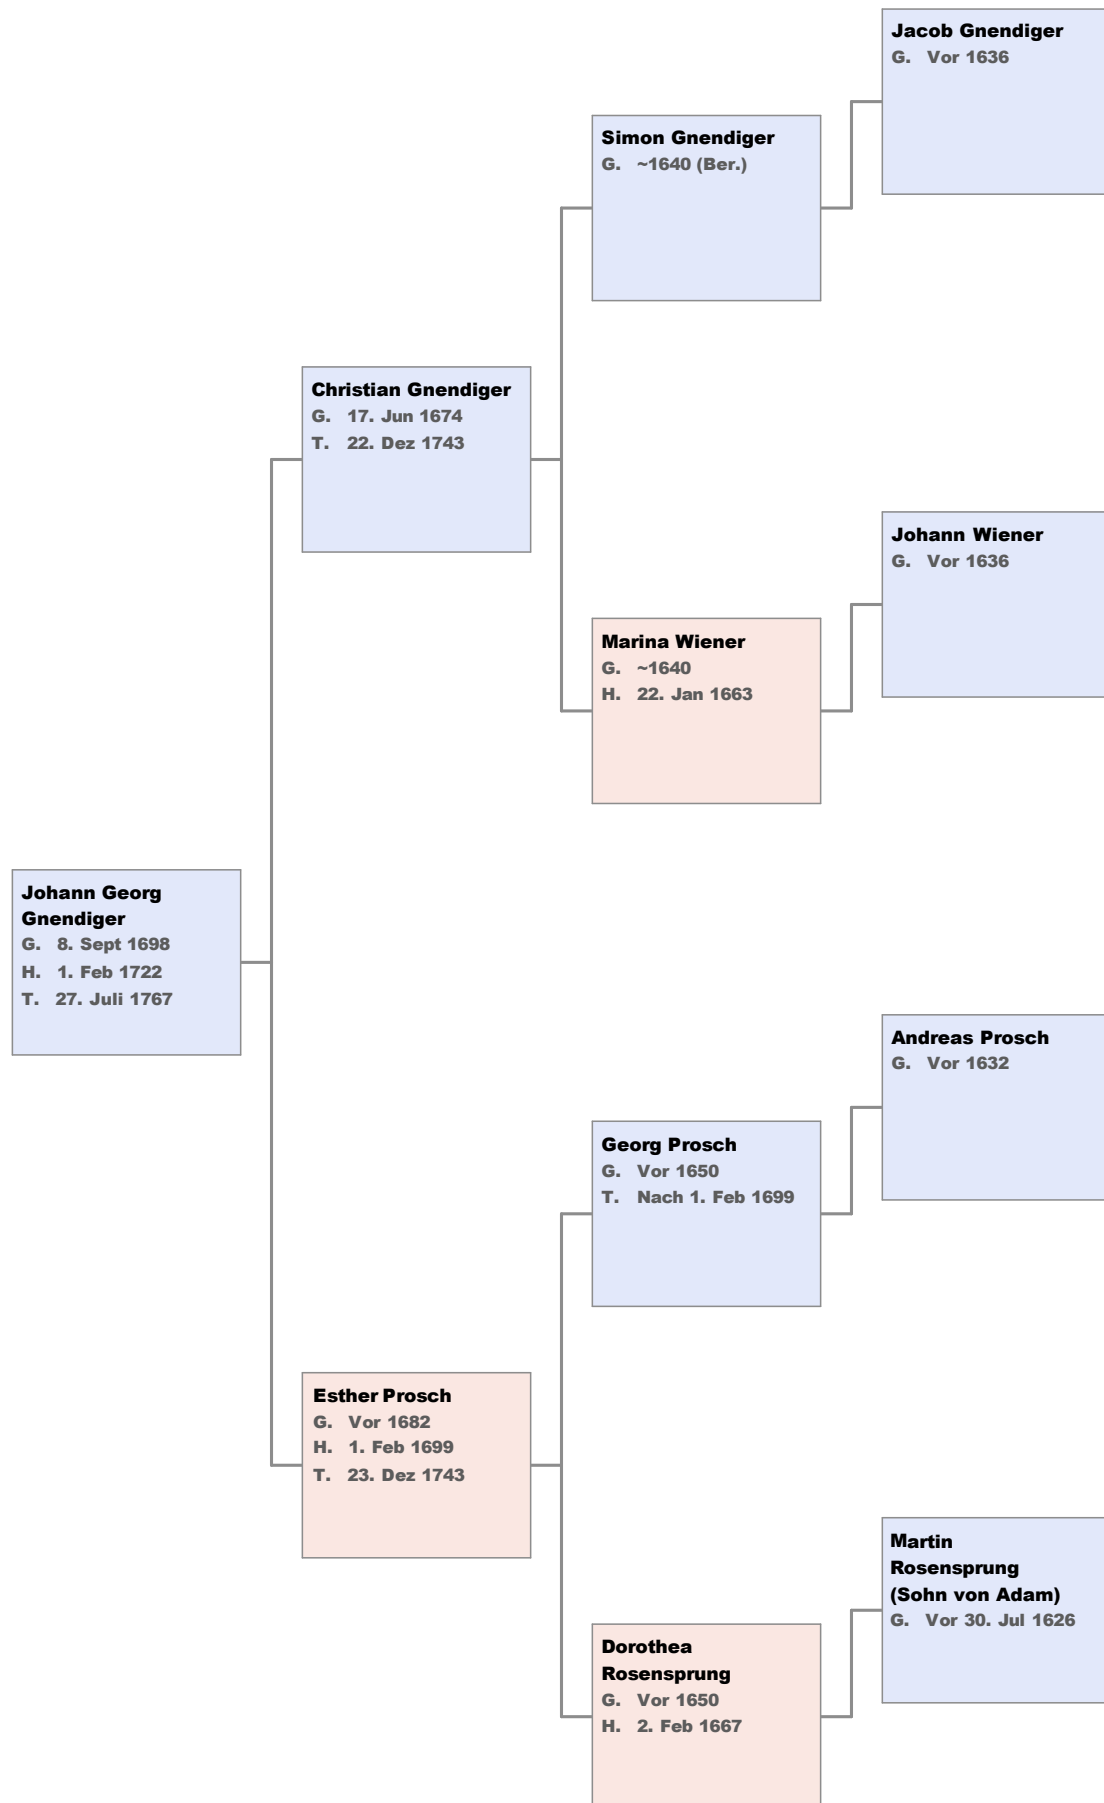 Jacob Gnendiger
G. Vor 1636
Simon Gnendiger
G. ~1640 (Ber.)
Christian Gnendiger
G. 17. Jun 1674
T. 22. Dez 1743
Johann Wiener
G. Vor 1636
Marina Wiener
G. ~1640
H. 22. Jan 1663
Johann Georg
Gnendiger
G. 8. Sept 1698
H. 1. Feb 1722
T. 27. Juli 1767
Andreas Prosch
G. Vor 1632
Georg Prosch
G. Vor 1650
T. Nach 1. Feb 1699
Esther Prosch
G. Vor 1682
H. 1. Feb 1699
T. 23. Dez 1743
Martin
Rosensprung
(Sohn von Adam)
G. Vor 30. Jul 1626
Dorothea
Rosensprung
G. Vor 1650
H. 2. Feb 1667